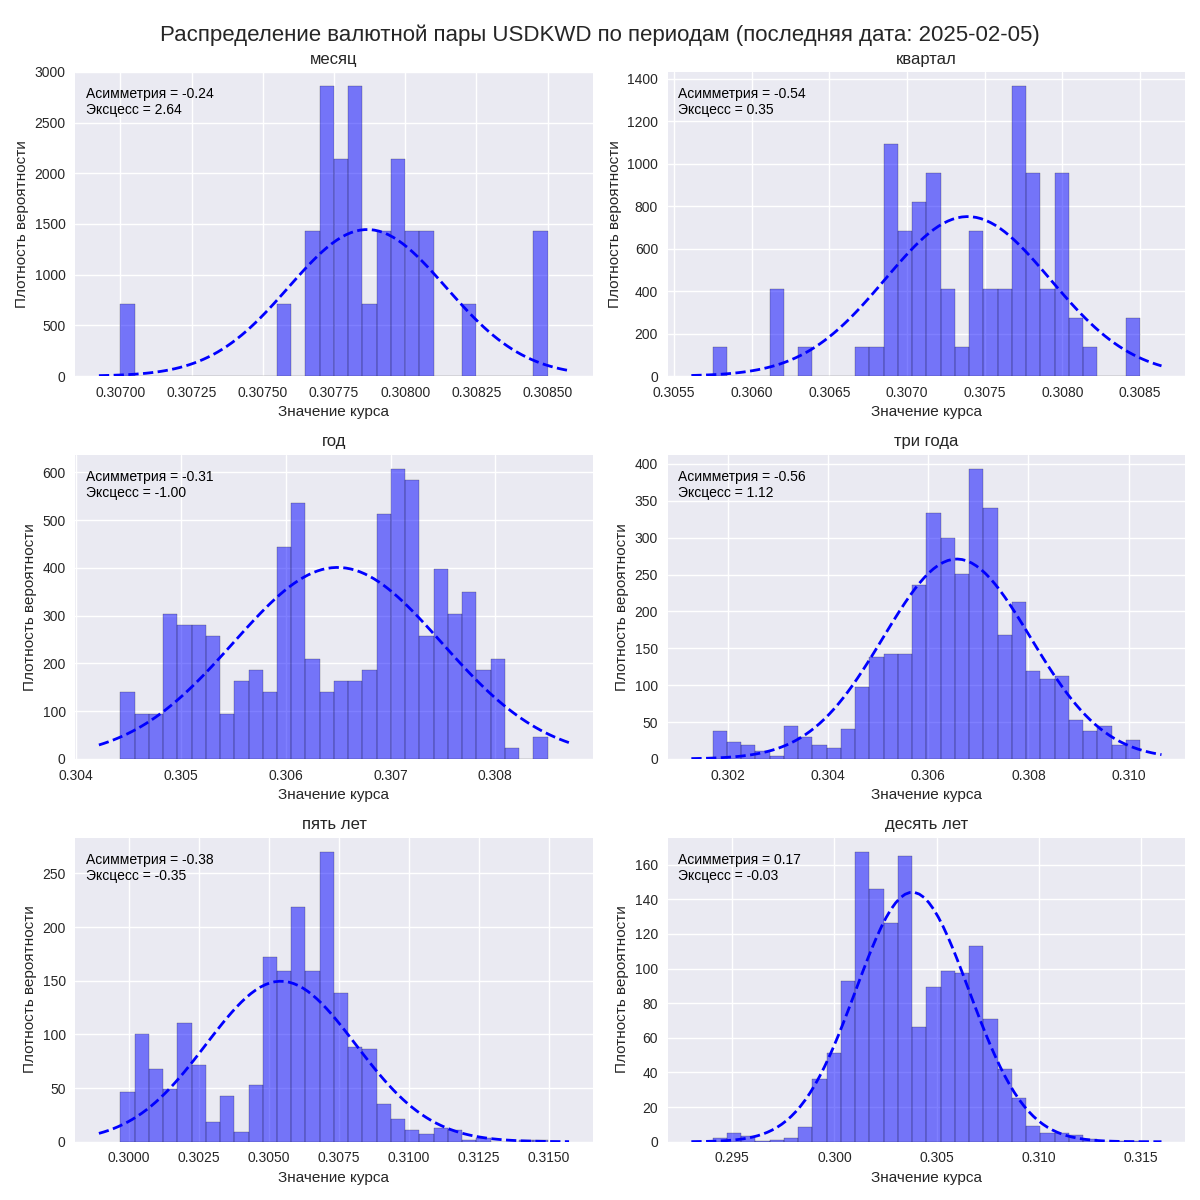 Распределение валютной пары USDKWD по периодам (последняя дата: 2025-02-05)
месяц
Асимметрия = -0.24
Эксцесс = 2.64
Плотность вероятности
3000
2500
2000
1500
1000
500
0
0.30700 0.30725 0.30750 0.30775 0.30800 0.30825 0.30850
Значение курса
квартал
Асимметрия = -0.54
Эксцесс = 0.35
Плотность вероятности
1400
1200
1000
800
600
400
200
0
0.3055 0.3060 0.3065 0.3070 0.3075 0.3080 0.3085
Значение курса
год
Асимметрия = -0.31
Эксцесс = -1.00
Плотность вероятности
600
500
400
300
200
100
0
0.304 0.305 0.306 0.307 0.308
Значение курса
три года
Асимметрия = -0.56
Эксцесс = 1.12
Плотность вероятности
400
350
300
250
200
150
100
50
0
0.302 0.304 0.306 0.308 0.310
Значение курса
пять лет
Асимметрия = -0.38
Эксцесс = -0.35
Плотность вероятности
250
200
150
100
50
0
0.3000 0.3025 0.3050 0.3075 0.3100 0.3125 0.3150
Значение курса
десять лет
Асимметрия = 0.17
Эксцесс = -0.03
Плотность вероятности
160
140
120
100
80
60
40
20
0
0.295 0.300 0.305 0.310 0.315
Значение курса